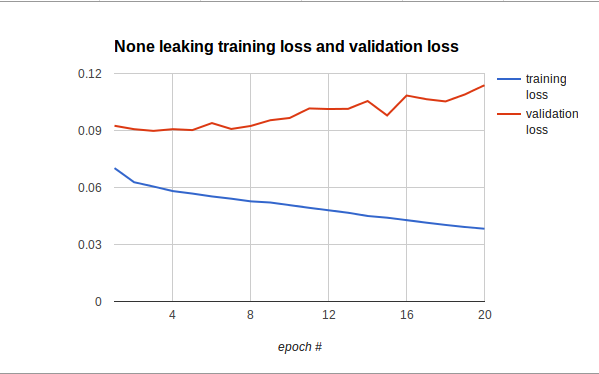 None leaking training loss and validation loss
0.12
0.09
0.06
0.03
0
4
8
12
16
20
epoch #
training
loss
validation
loss